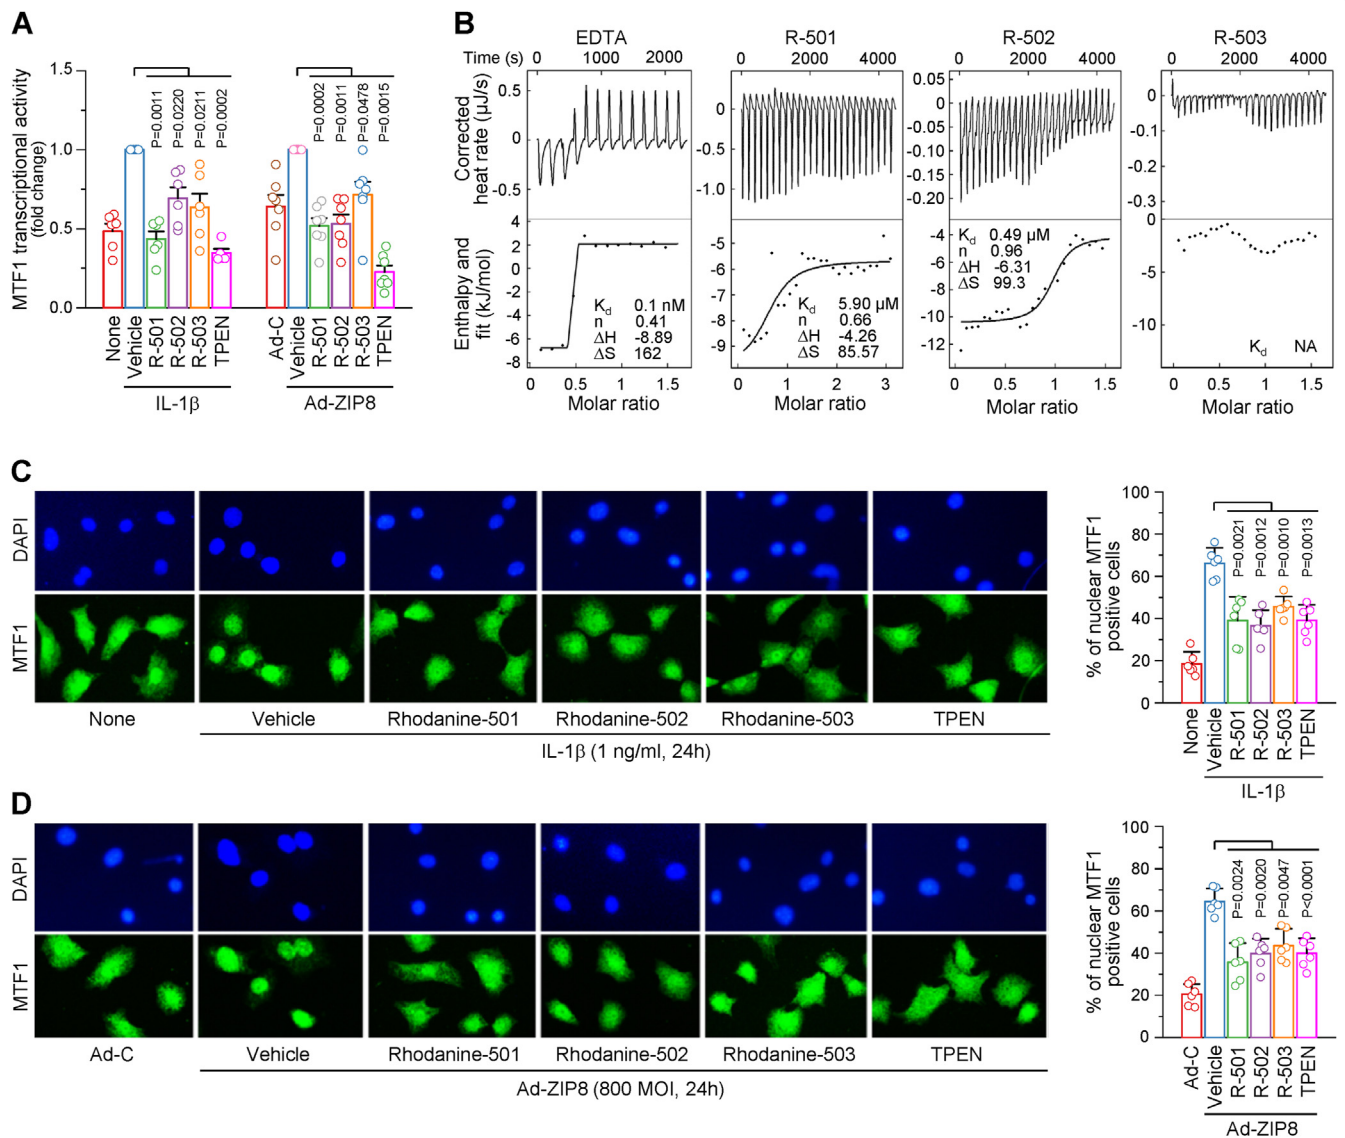 A
MTF1 transcriptional activity
(fold change)
1.5
1.0
0.5
0.0
P=0.0011
P=0.0220
P=0.0211
P=0.0002
P=0.0002
P=0.0011
P=0.0478
P=0.0015
None
Vehicle
R-501
R-502
R-503
TPEN
Ad-C
Vehicle
R-501
R-502
R-503
TPEN
IL-1β
Ad-ZIP8
B
EDTA
R-501
R-502
R-503
Time (s)
0 1000 2000
0 2000 4000
0 2000 4000
0 2000 4000
Corrected
heat rate (μJ/s)
0.5
0
-0.5
0
-0.5
-1.0
0.05
0
-0.05
-0.10
-0.15
-0.20
0
-0.1
-0.2
-0.3
Enthalpy and
fit (kJ/mol)
4
2
0
-2
-4
-6
-8
Kd 0.1 nM
n 0.41
ΔH -8.89
ΔS 162
-5
-6
-7
-8
-9
Kd 5.90 μM
n 0.66
ΔH -4.26
ΔS 85.57
-4
-6
-8
-10
-12
Kd 0.49 μM
n 0.96
ΔH -6.31
ΔS 99.3
0
-5
-10
Kd NA
0 0.5 1.0 1.5
0 1 2 3
0 0.5 1 1.5
0 0.5 1.0 1.5
Molar ratio
Molar ratio
Molar ratio
Molar ratio
C
DAPI
MTF1
None
Vehicle
Rhodanine-501
Rhodanine-502
Rhodanine-503
TPEN
IL-1β (1 ng/ml, 24h)
% of nuclear MTF1
positive cells
100
80
60
40
20
0
P=0.0021
P=0.0012
P=0.0010
P=0.0013
None
Vehicle
R-501
R-502
R-503
TPEN
IL-1β
D
DAPI
MTF1
Ad-C
Vehicle
Rhodanine-501
Rhodanine-502
Rhodanine-503
TPEN
Ad-ZIP8 (800 MOI, 24h)
% of nuclear MTF1
positive cells
100
80
60
40
20
0
P=0.0024
P=0.0020
P=0.0047
P<0.0001
Ad-C
Vehicle
R-501
R-502
R-503
TPEN
Ad-ZIP8